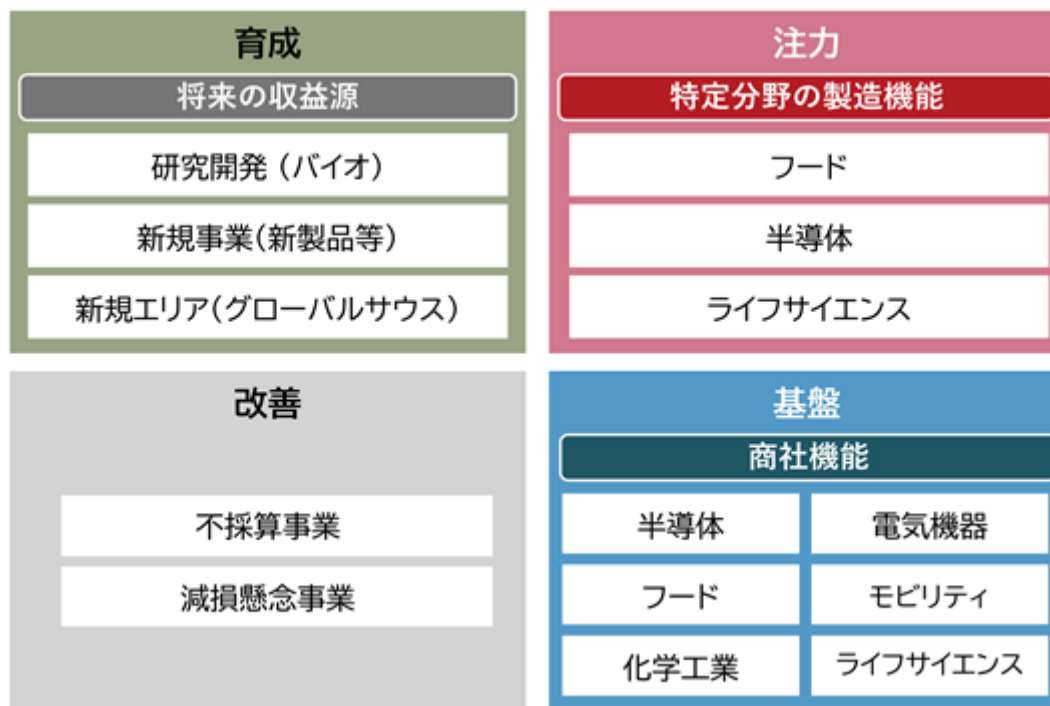 育成
将来の収益源
研究開発（バイオ）
新規事業(新製品等)
新規エリア(グローバルサウス)
注力
特定分野の製造機能
フード
半導体
ライフサイエンス
改善
不採算事業
減損懸念事業
基盤
商社機能
半導体
電気機器
フード
モビリティ
化学工業
ライフサイエンス